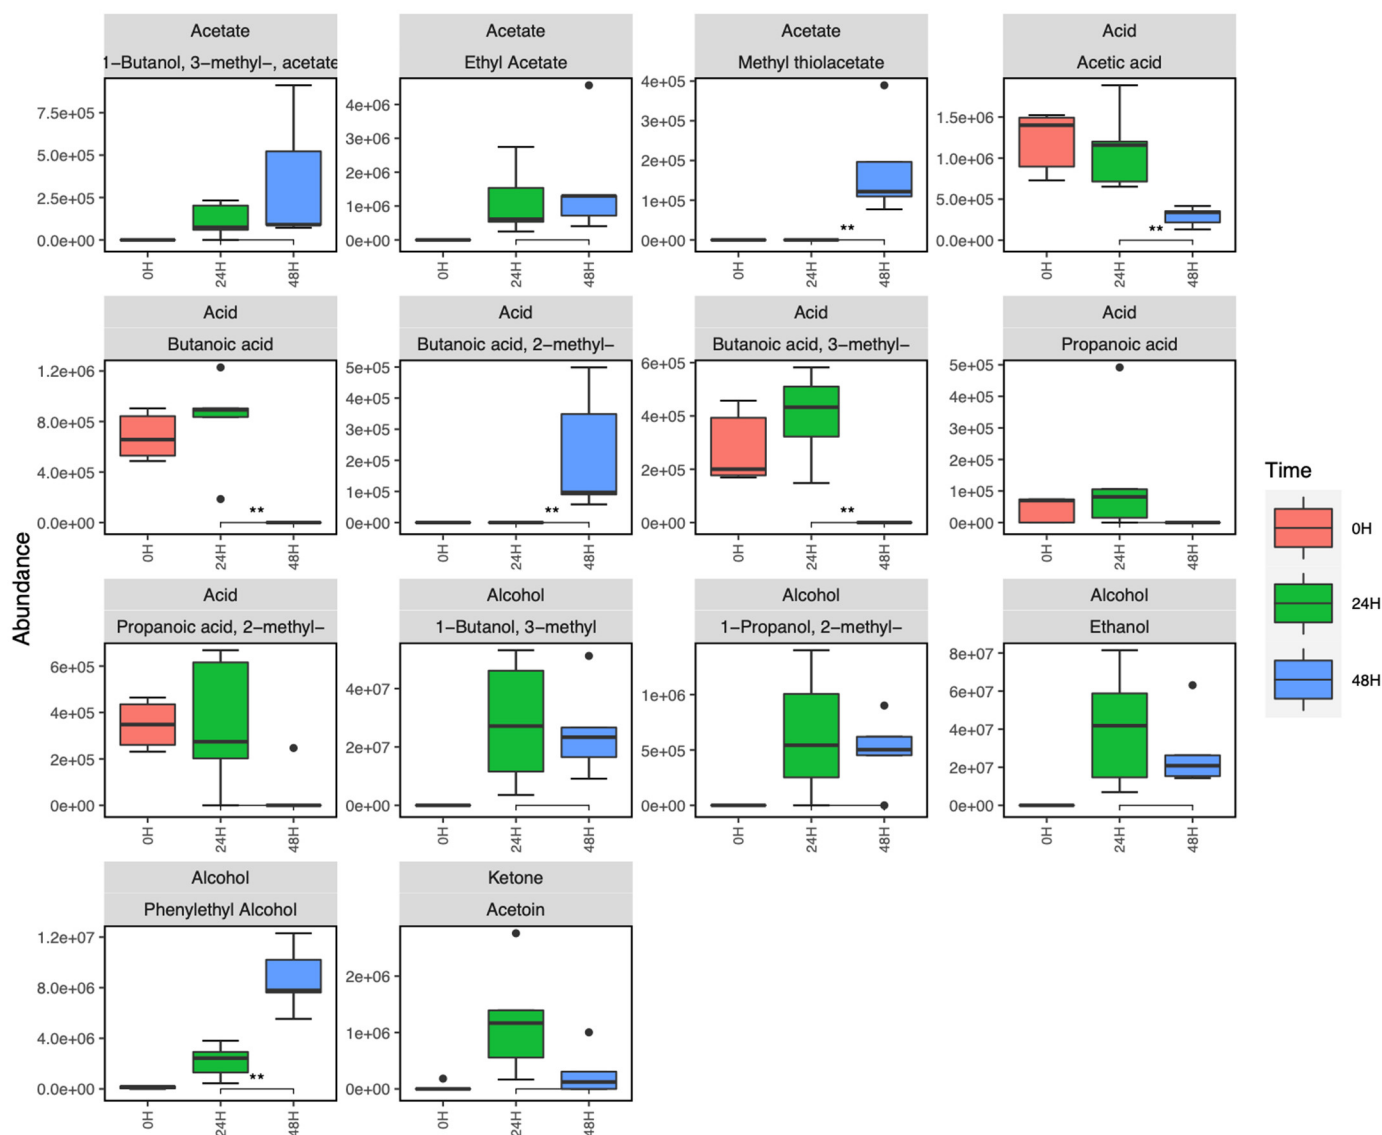 Acetate
1−Butanol, 3−methyl−, acetate
7.5e+05
5.0e+05
2.5e+05
0.0e+00
0H
24H
48H
Acetate
Ethyl Acetate
4e+06
3e+06
2e+06
1e+06
0e+00
0H
24H
48H
Acetate
Methyl thiolacetate
4e+05
3e+05
2e+05
1e+05
0e+00
**
0H
24H
48H
Acid
Acetic acid
1.5e+06
1.0e+06
5.0e+05
0.0e+00
**
0H
24H
48H
Acid
Butanoic acid
1.2e+06
8.0e+05
4.0e+05
0.0e+00
**
0H
24H
48H
Acid
Butanoic acid, 2−methyl−
5e+05
4e+05
3e+05
2e+05
1e+05
0e+00
**
0H
24H
48H
Acid
Butanoic acid, 3−methyl−
6e+05
4e+05
2e+05
0e+00
**
0H
24H
48H
Acid
Propanoic acid
5e+05
4e+05
3e+05
2e+05
1e+05
0e+00
0H
24H
48H
Acid
Propanoic acid, 2−methyl−
6e+05
4e+05
2e+05
0e+00
0H
24H
48H
Alcohol
1−Butanol, 3−methyl
4e+07
2e+07
0e+00
0H
24H
48H
Alcohol
1−Propanol, 2−methyl−
1e+06
5e+05
0e+00
0H
24H
48H
Alcohol
Ethanol
8e+07
6e+07
4e+07
2e+07
0e+00
0H
24H
48H
Alcohol
Phenylethyl Alcohol
1.2e+07
8.0e+06
4.0e+06
0.0e+00
**
0H
24H
48H
Ketone
Acetoin
2e+06
1e+06
0e+00
0H
24H
48H
Abundance
Time
0H
24H
48H